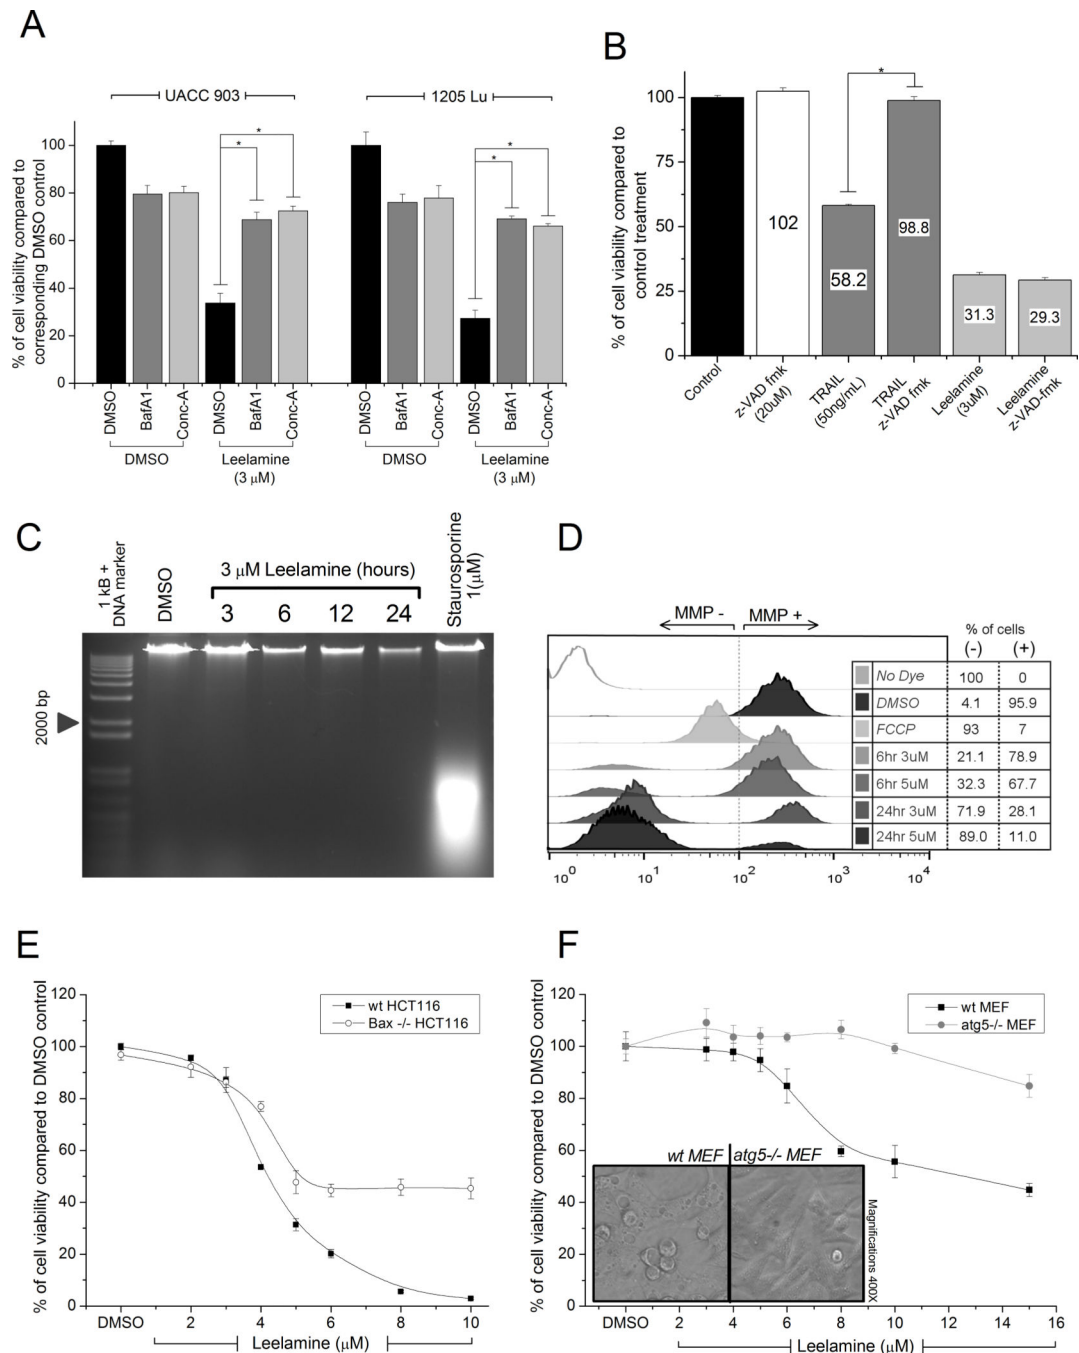 A
UACC 903
1205 Lu
% of cell viability compared to
corresponding DMSO control
100
80
60
40
20
0
*
*
*
*
DMSO
BafA1
Conc-A
DMSO
BafA1
Conc-A
DMSO
BafA1
Conc-A
DMSO
BafA1
Conc-A
DMSO
Leelamine
(3 μM)
DMSO
Leelamine
(3 μM)
B
% of cell viability compared to
control treatment
100
75
50
25
0
*
102
58.2
98.8
31.3
29.3
Control
z-VAD fmk
(20uM)
TRAIL
(50ng/mL)
TRAIL
z-VAD fmk
Leelamine
(3uM)
Leelamine
z-VAD-fmk
C
1 kB +
DNA marker
DMSO
3 μM Leelamine (hours)
3 6 12 24
Staurosporine
1(μM)
2000 bp
D
MMP - MMP +
% of cells
(-) (+)
No Dye 100 0
DMSO 4.1 95.9
FCCP 93 7
6hr 3uM 21.1 78.9
6hr 5uM 32.3 67.7
24hr 3uM 71.9 28.1
24hr 5uM 89.0 11.0
10⁰ 10¹ 10² 10³ 10⁴
E
% of cell viability compared to DMSO control
120
100
80
60
40
20
0
wt HCT116
Bax -/- HCT116
DMSO 2 4 6 8 10
Leelamine (μM)
F
% of cell viability compared to DMSO control
120
100
80
60
40
20
0
wt MEF
atg5-/- MEF
wt MEF atg5-/- MEF
Magnifications 400X
DMSO 2 4 6 8 10 12 14 16
Leelamine (μM)